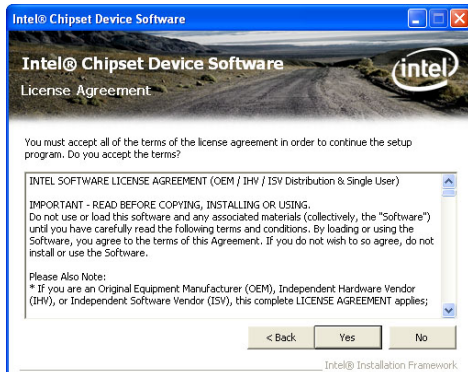 Intel® Chipset Device Software
Intel® Chipset Device Software
License Agreement
intel
You must accept all of the terms of the license agreement in order to continue the setup
program. Do you accept the terms?
INTEL SOFTWARE LICENSE AGREEMENT (OEM / IHV / ISV Distribution & Single User)
IMPORTANT - READ BEFORE COPYING, INSTALLING OR USING.
Do not use or load this software and any associated materials (collectively, the "Software")
until you have carefully read the following terms and conditions. By loading or using the
Software, you agree to the terms of this Agreement. If you do not wish to so agree, do not
install or use the Software.
Please Also Note:
* If you are an Original Equipment Manufacturer (OEM), Independent Hardware Vendor
(IHV), or Independent Software Vendor (ISV), this complete LICENSE AGREEMENT applies;
< Back Yes No
Intel® Installation Framework